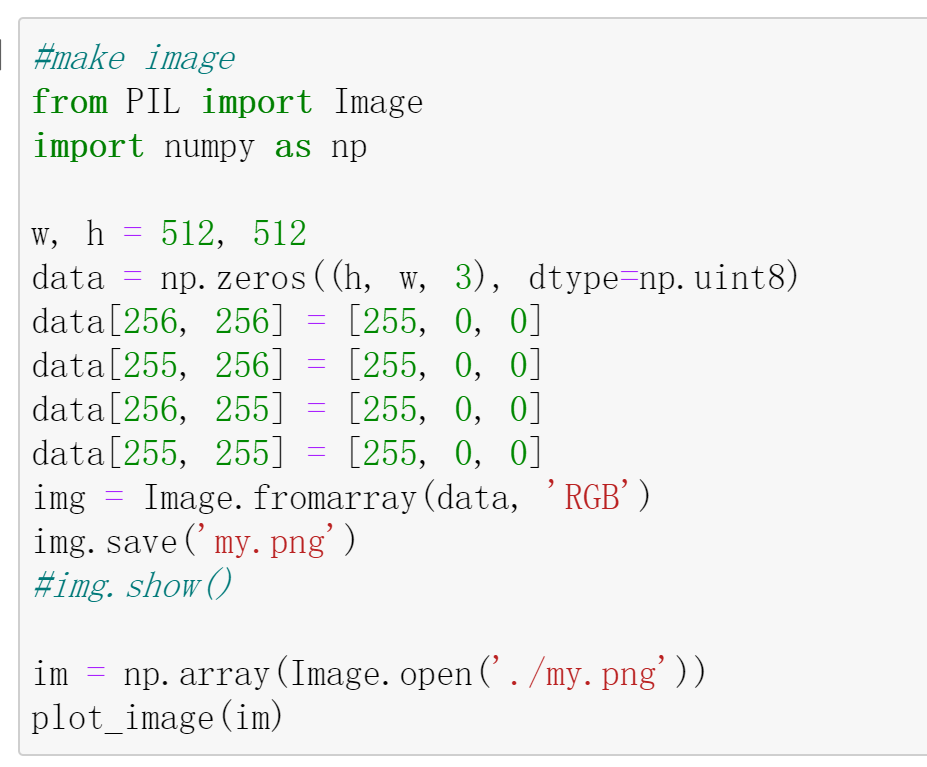 #make image
from PIL import Image
import numpy as np
w, h = 512, 512
data = np.zeros((h, w, 3), dtype=np.uint8)
data[256, 256] = [255, 0, 0]
data[255, 256] = [255, 0, 0]
data[256, 255] = [255, 0, 0]
data[255, 255] = [255, 0, 0]
img = Image.fromarray(data, 'RGB')
img.save('my.png')
#img.show()
im = np.array(Image.open('./my.png'))
plot_image(im)